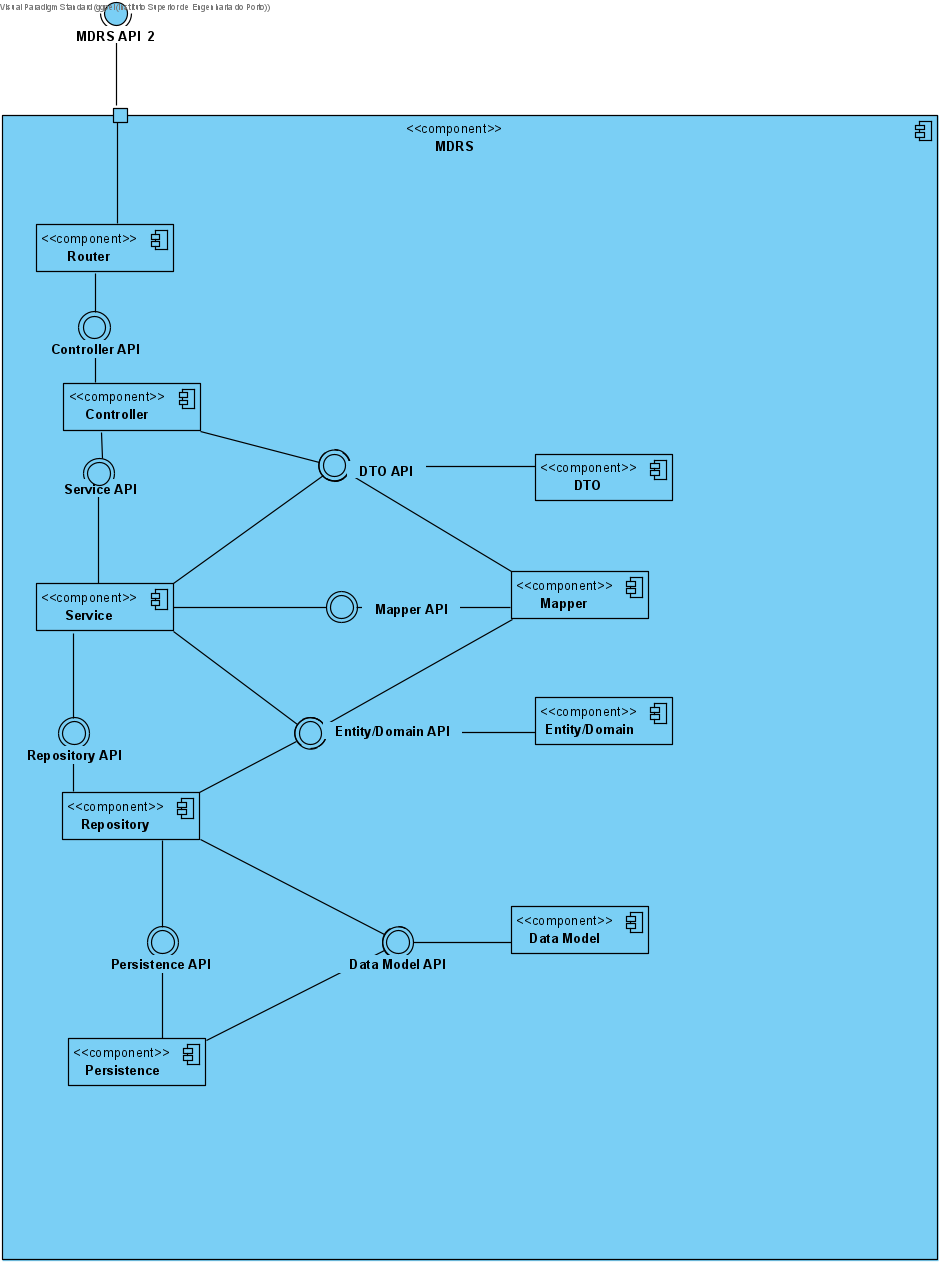 Visual Paradigm Standard (ggrei(Instituto Superior de Engenharia do Porto))
MDRS API 2
<<component>>
MDRS
<<component>>
Router
Controller API
<<component>>
Controller
Service API
DTO API
<<component>>
DTO
<<component>>
Service
Mapper API
<<component>>
Mapper
Repository API
Entity/Domain API
<<component>>
Entity/Domain
<<component>>
Repository
Persistence API
Data Model API
<<component>>
Data Model
<<component>>
Persistence